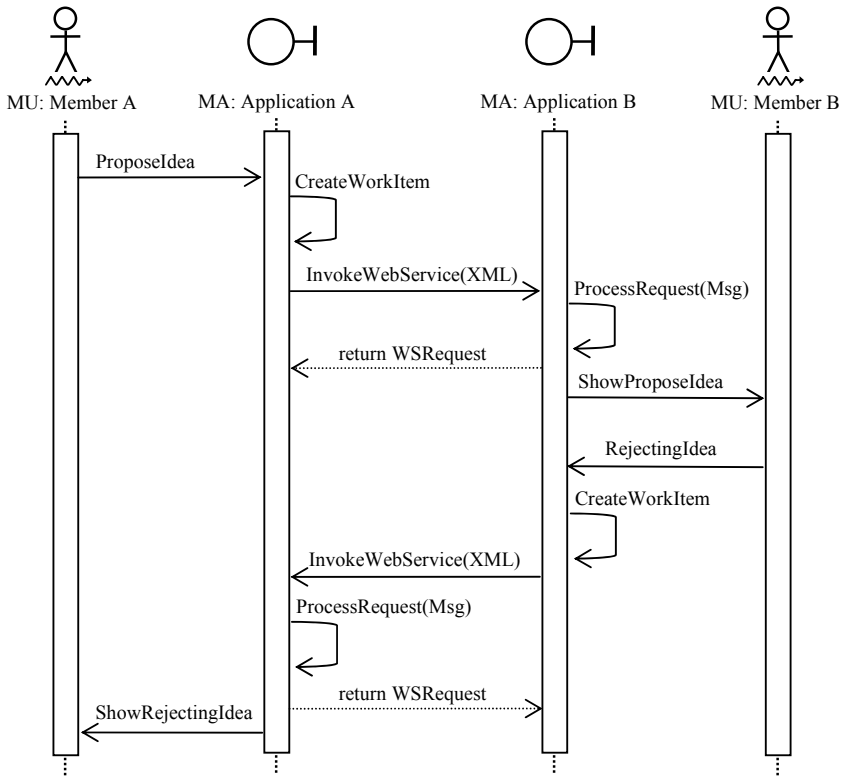 MU: Member A
MA: Application A
MA: Application B
MU: Member B
ProposeIdea
CreateWorkItem
InvokeWebService(XML)
ProcessRequest(Msg)
return WSRequest
ShowProposeIdea
RejectingIdea
CreateWorkItem
InvokeWebService(XML)
ProcessRequest(Msg)
return WSRequest
ShowRejectingIdea